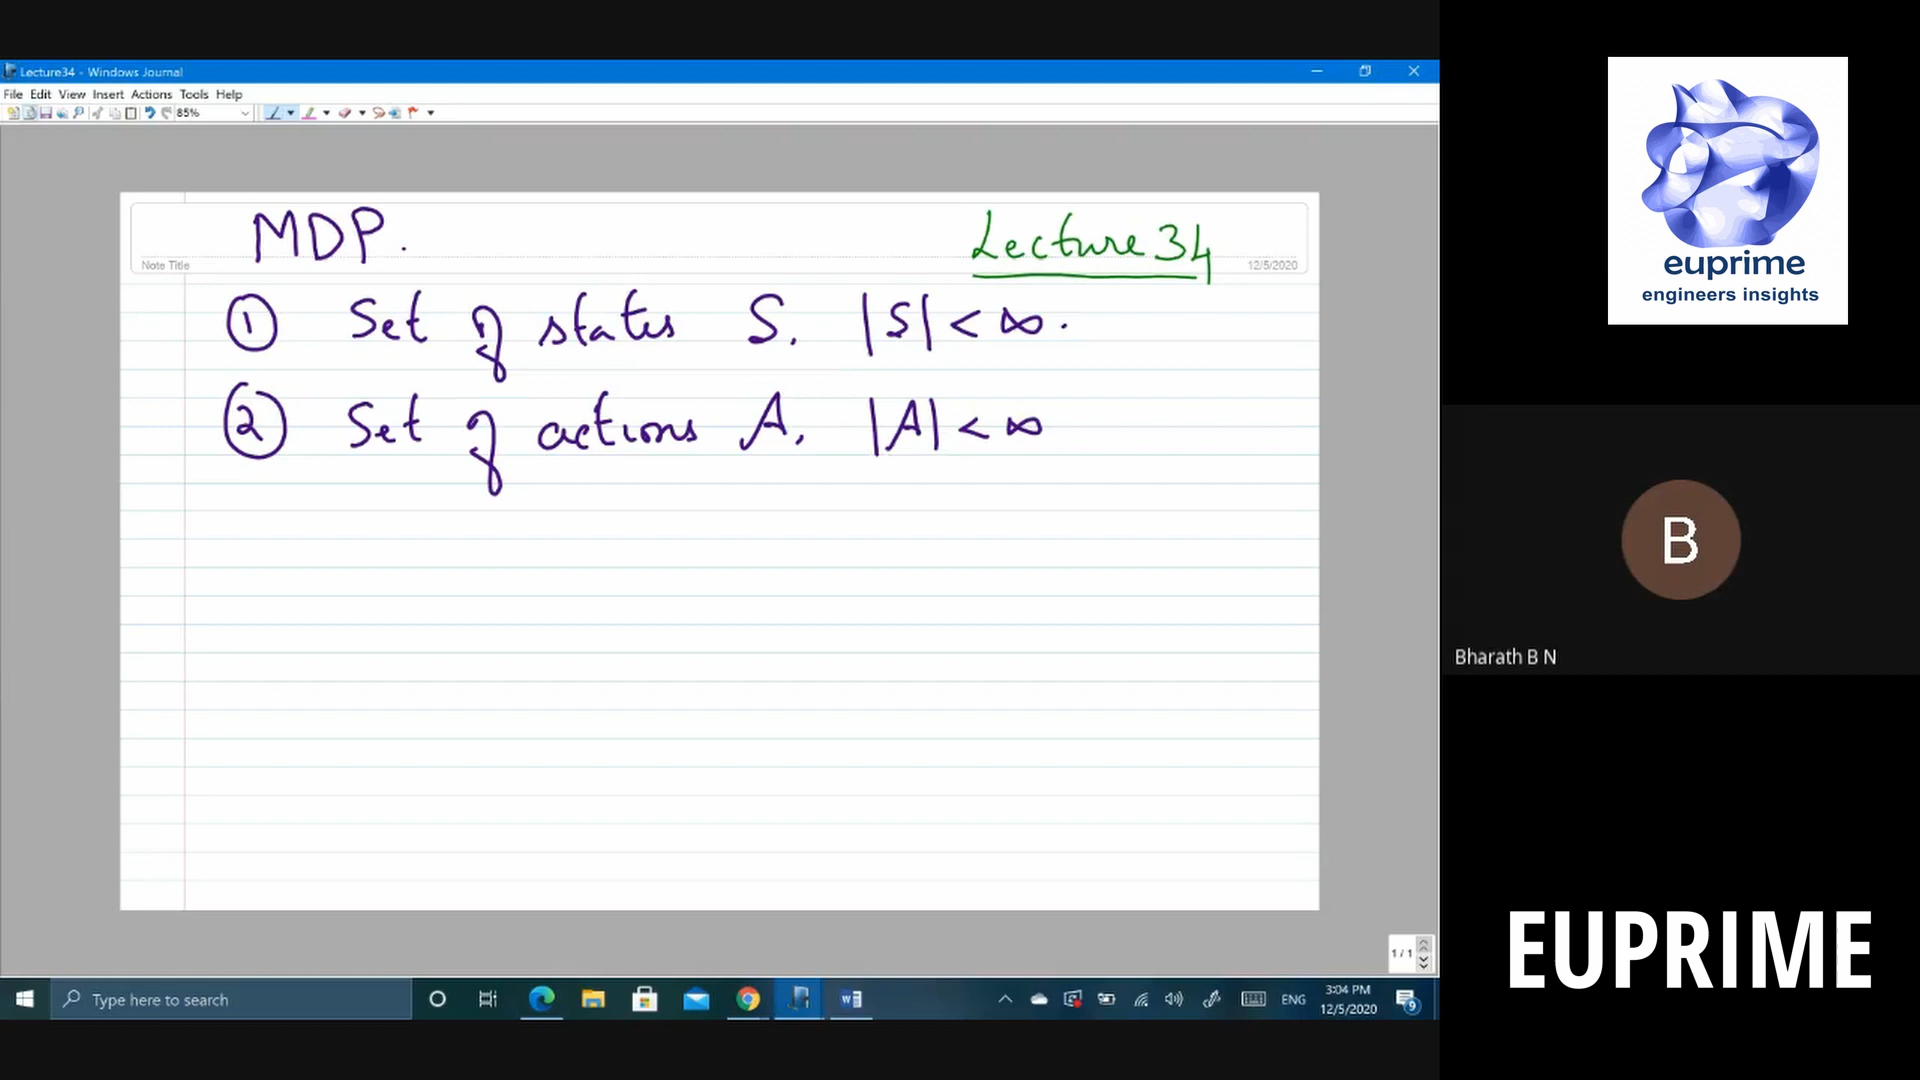 Lecture34 - Windows Journal
File Edit View Insert Actions Tools Help
85%
MDP.
Lecture 34
Note Title
12/5/2020
① Set of states S. |S| < ∞.
② Set of actions A. |A| < ∞
1 / 1
Type here to search
ENG
3:04 PM
12/5/2020
9
euprime
engineers insights
B
Bharath B N
EUPRIME